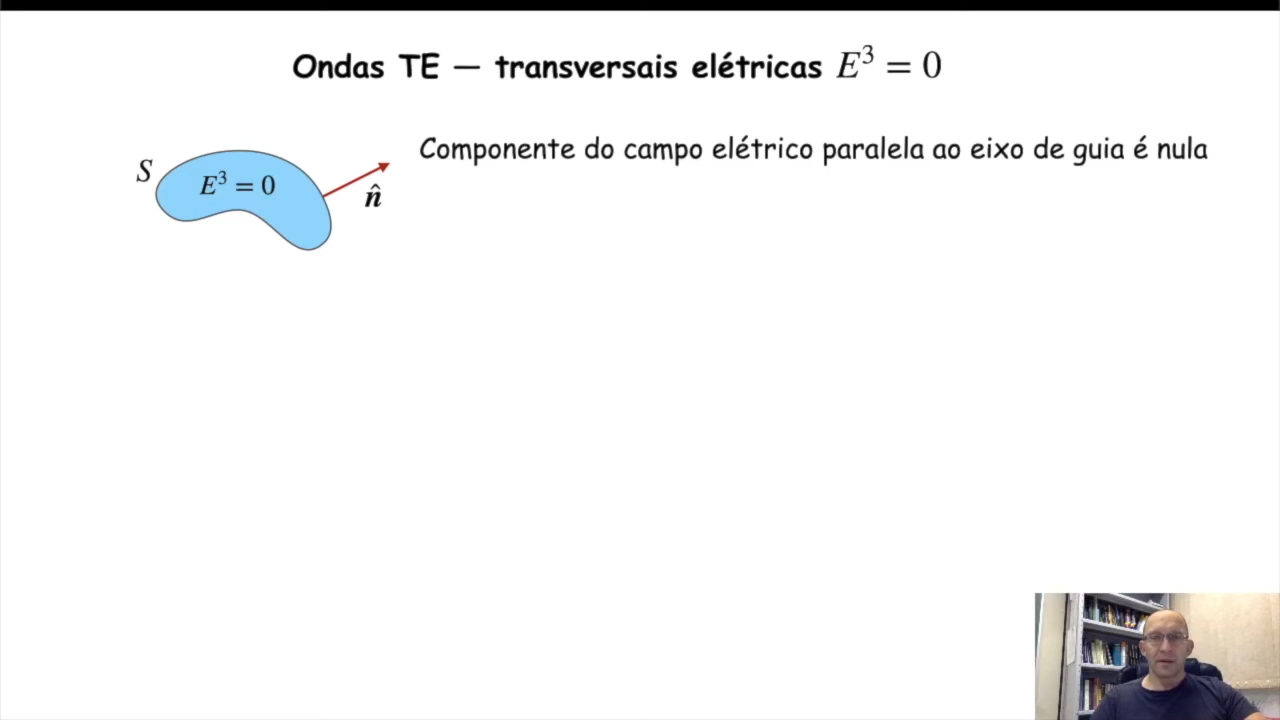 Ondas TE — transversais elétricas E³ = 0
Componente do campo elétrico paralela ao eixo de guia é nula
S
E³ = 0
n̂